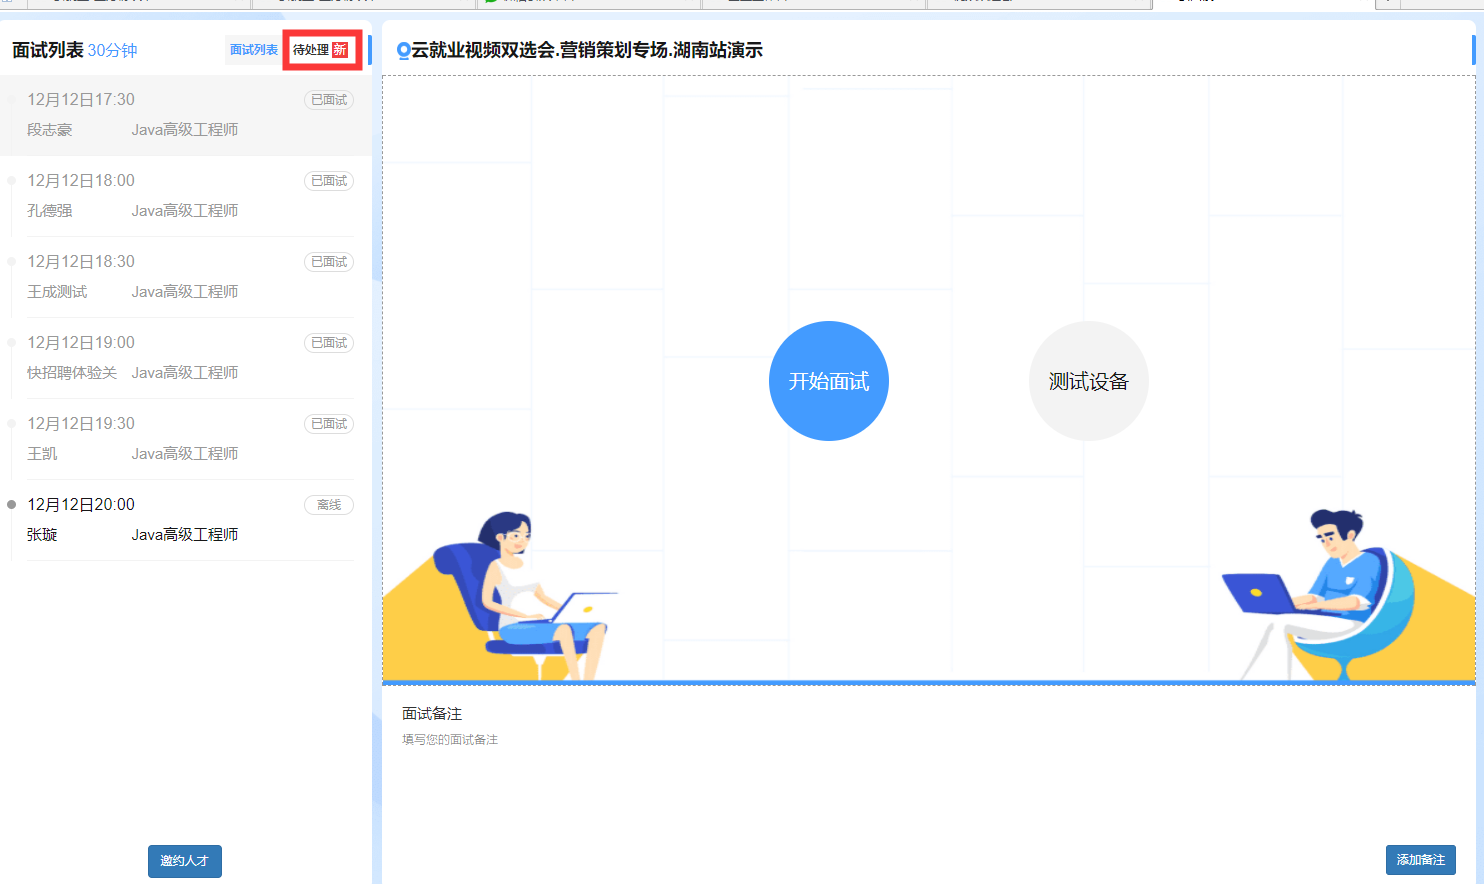 面试列表 30分钟
面试列表 待处理 新
12月12日17:30 已面试
段志豪 Java高级工程师
12月12日18:00 已面试
孔德强 Java高级工程师
12月12日18:30 已面试
王成测试 Java高级工程师
12月12日19:00 已面试
快招聘体验关 Java高级工程师
12月12日19:30 已面试
王凯 Java高级工程师
12月12日20:00 离线
张璇 Java高级工程师
邀约人才
云就业视频双选会.营销策划专场.湖南站演示
开始面试
测试设备
面试备注
填写您的面试备注
添加备注